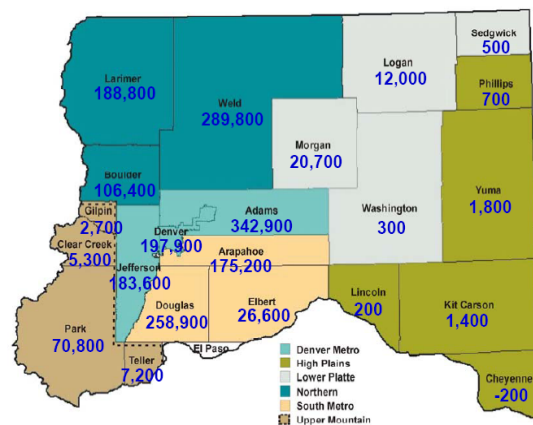 Sedgwick
500
Larimer
188,800
Logan
12,000
Phillips
700
Weld
289,800
Morgan
20,700
Boulder
106,400
Yuma
1,800
Gilpin
2,700
Adams
342,900
Washington
300
Denver
197,900
Clear Creek
5,300
Arapahoe
175,200
Jefferson
183,600
Douglas
258,900
Elbert
26,600
Lincoln
200
Kit Carson
1,400
Park
70,800
El Paso
Teller
7,200
Cheyenne
-200
Denver Metro
High Plains
Lower Platte
Northern
South Metro
Upper Mountain